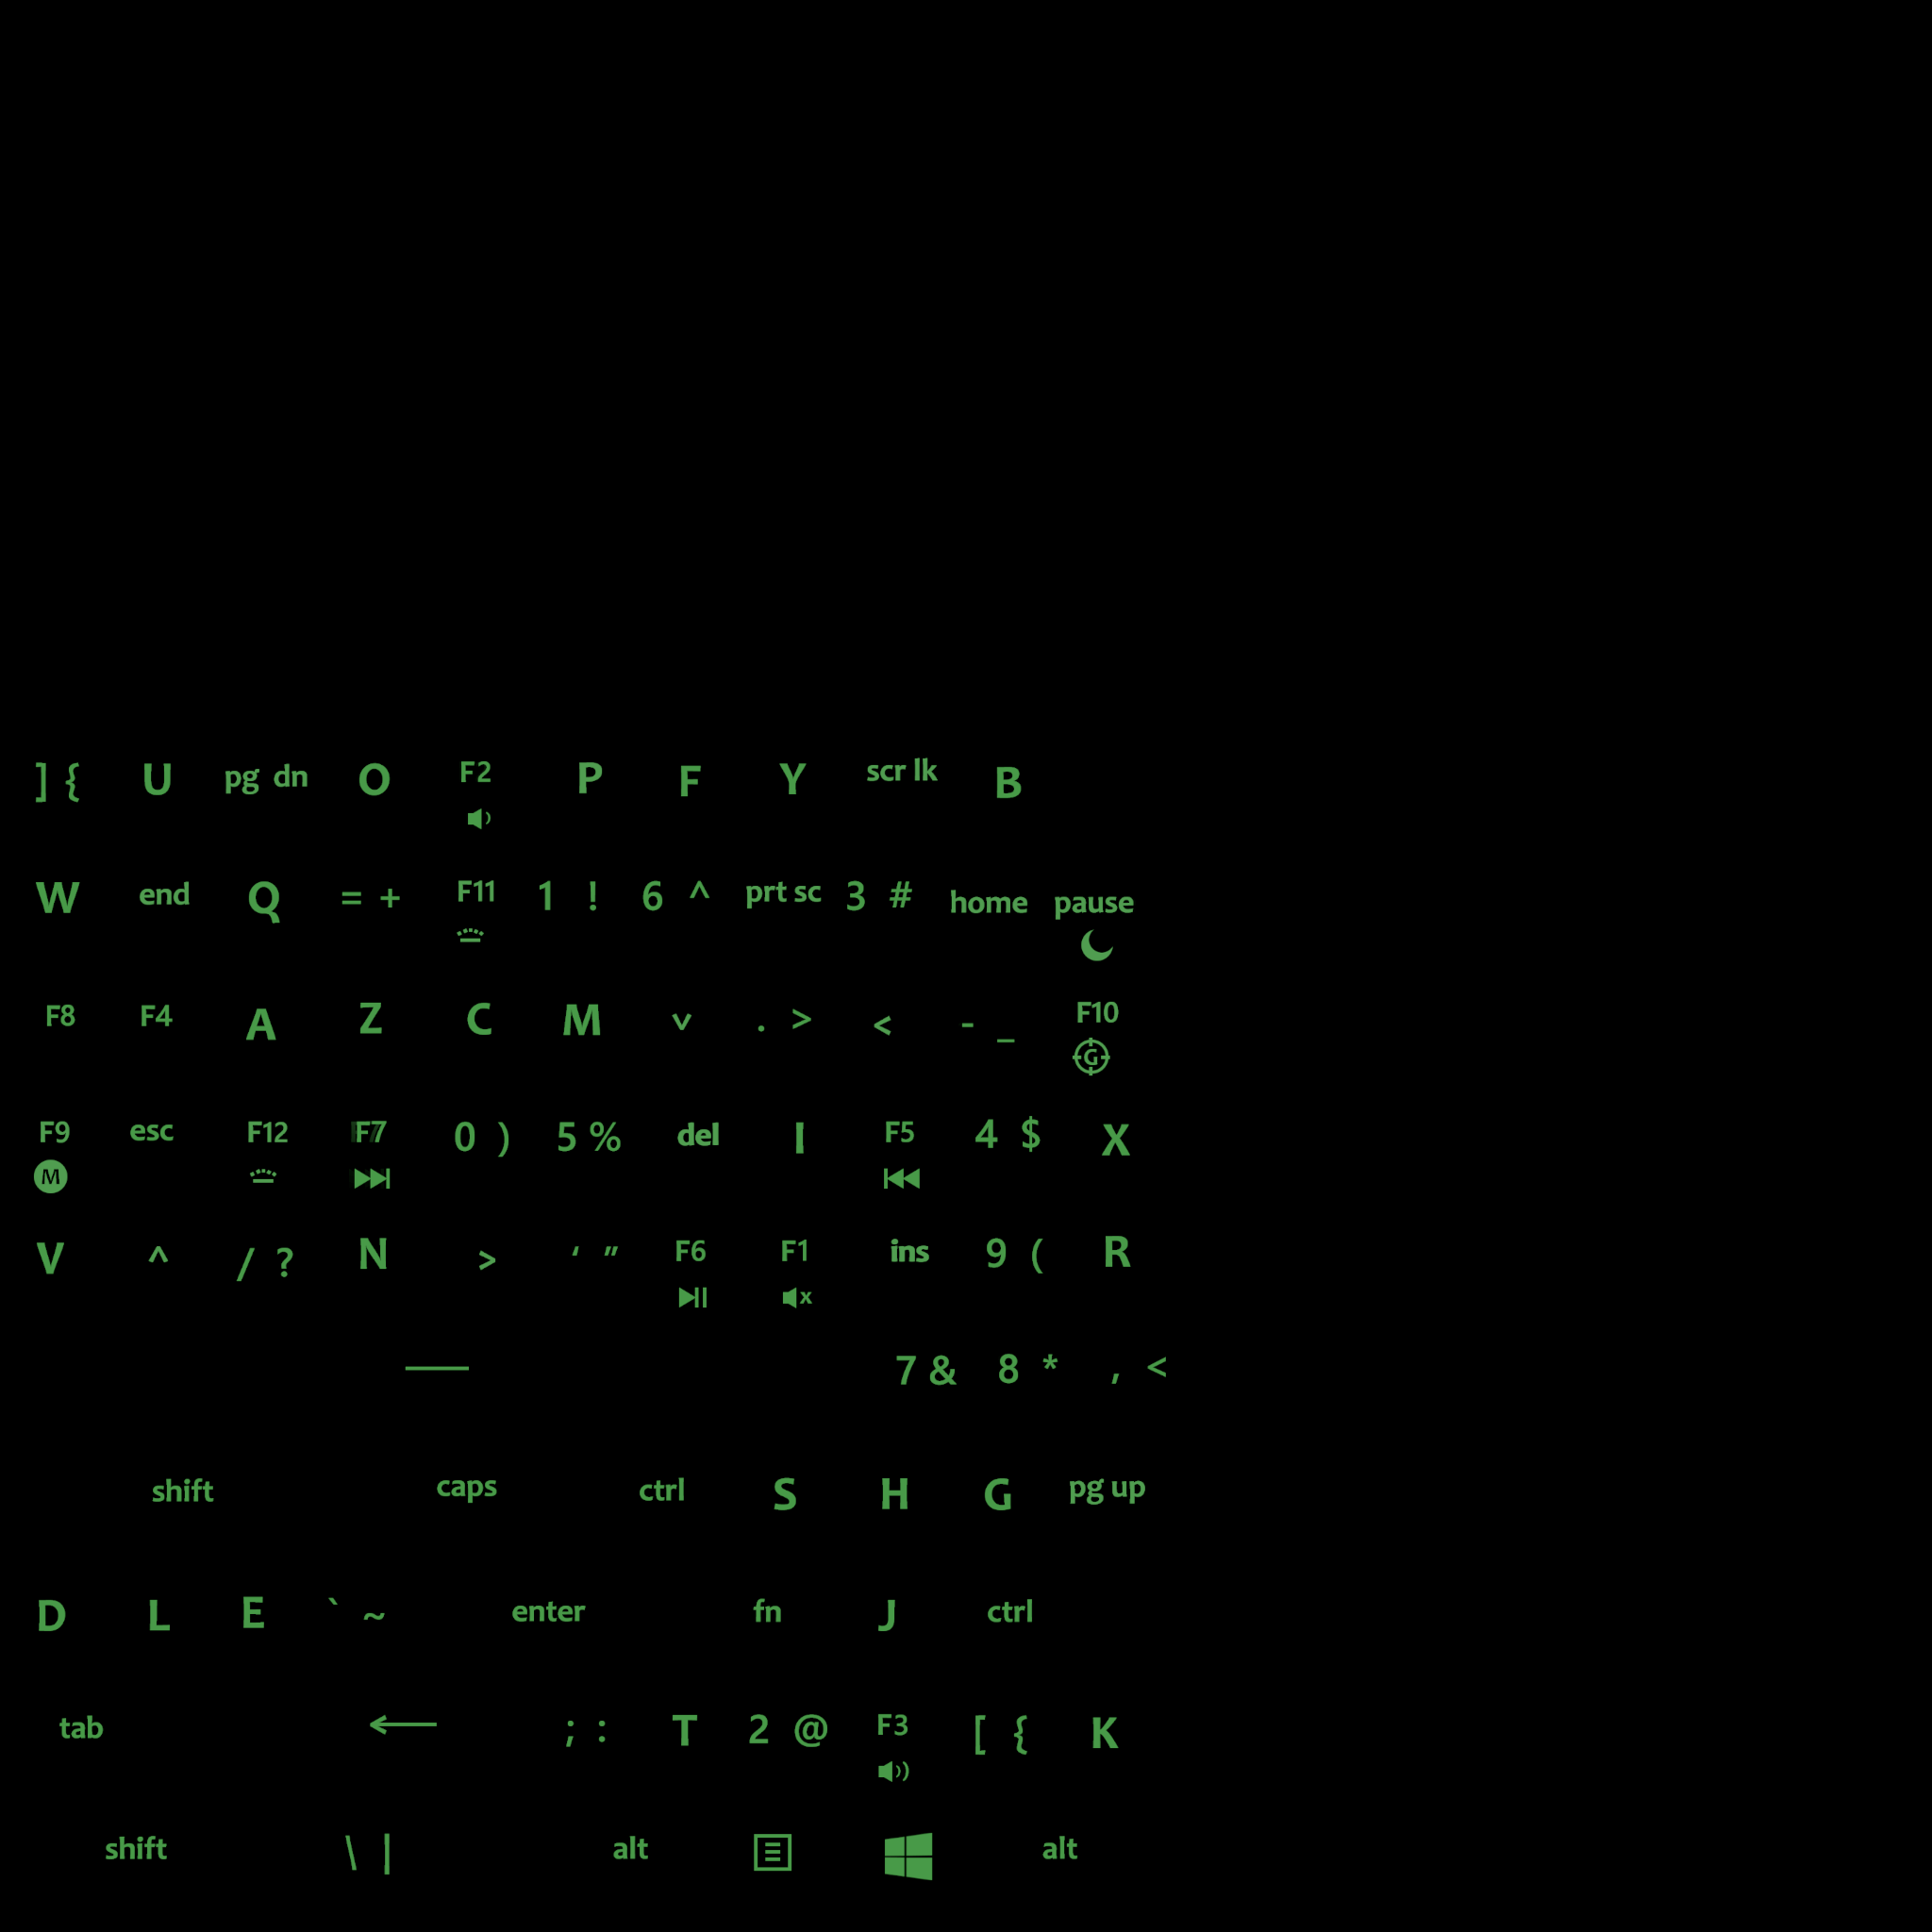 ] { U pg dn O F2 P F Y scr lk B
W end Q = + F11 1 ! 6 ^ prt sc 3 # home pause
F8 F4 A Z C M ˅ . > < - _ F10
G
F9 esc F12 F7 0 ) 5 % del I F5 4 $ X
M
V ^ / ? N > ‘ ” F6 F1 ins 9 ( R
7 & 8 * , <
shift caps ctrl S H G pg up
D L E ` ~ enter fn J ctrl
tab ← ; : T 2 @ F3 [ { K
shift \ | alt alt